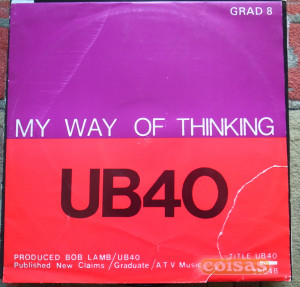 GRAD 8
MY WAY OF THINKING
UB40
PRODUCED BOB LAMB/UB40
TITLE UB40
Published New Claims / Graduate / ATV Music
coisas